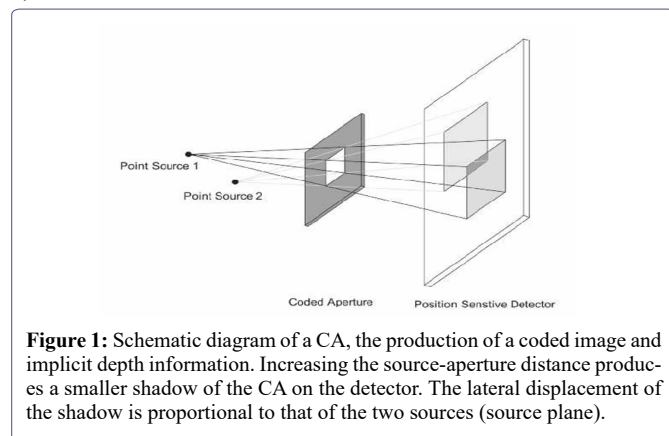 Point Source 1
Point Source 2
Coded Aperture
Position Senstive Detector
Figure 1: Schematic diagram of a CA, the production of a coded image and
implicit depth information. Increasing the source-aperture distance produc-
es a smaller shadow of the CA on the detector. The lateral displacement of
the shadow is proportional to that of the two sources (source plane).